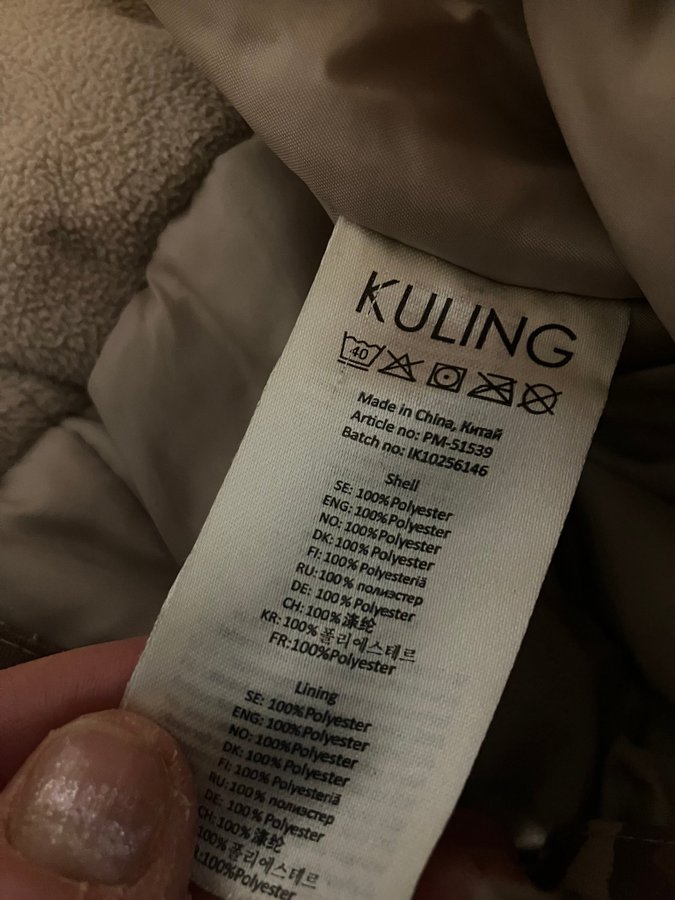 KULING
40
Made in China, Китай
Article no: PM-51539
Batch no: IK10256146
Shell
SE: 100%Polyester
ENG: 100%Polyester
NO: 100%Polyester
DK: 100% Polyester
FI: 100% Polyesteriä
RU: 100% полиэстер
DE: 100% Polyester
CH: 100% 涤纶
KR: 100% 폴리에스테르
FR:100%Polyester
Lining
SE: 100%Polyester
ENG: 100%Polyester
NO: 100%Polyester
DK: 100% Polyester
FI: 100% Polyesteriä
RU: 100% полиэстер
DE: 100% Polyester
CH: 100% 涤纶
100% 폴리에스테르
:100%Polyester